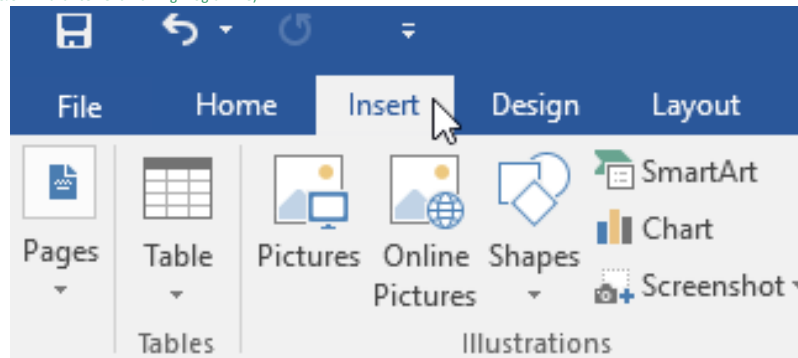 File Home Insert Design Layout
SmartArt
Chart
Pages Table Pictures Online Shapes
Pictures
Screenshot
Tables Illustrations